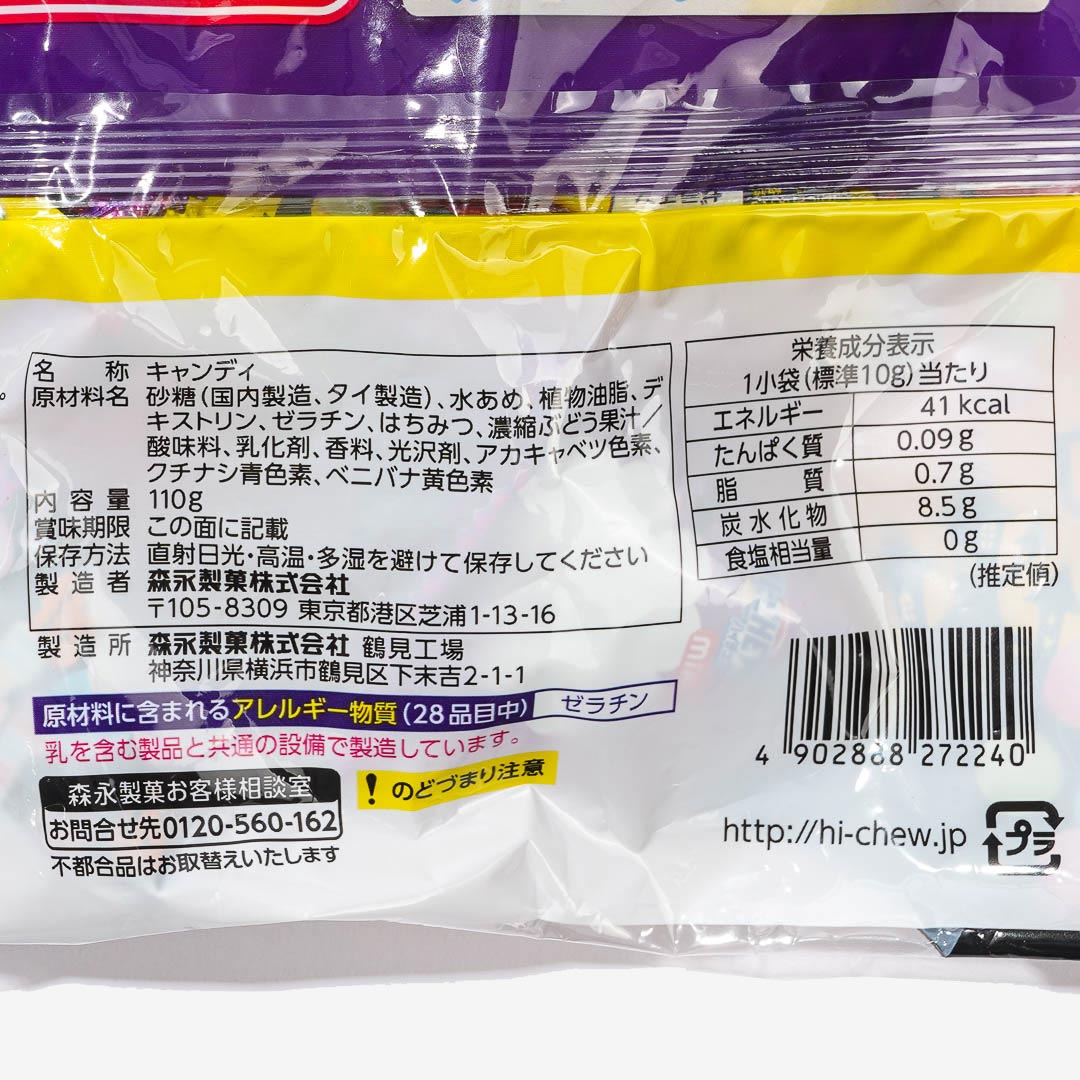 名称 キャンディ
原材料名 砂糖(国内製造、タイ製造)、水あめ、植物油脂、デ
キストリン、ゼラチン、はちみつ、濃縮ぶどう果汁/
酸味料、乳化剤、香料、光沢剤、アカキャベツ色素、
クチナシ青色素、ベニバナ黄色素
内容量 110g
賞味期限 この面に記載
保存方法 直射日光・高温・多湿を避けて保存してください
製造者 森永製菓株式会社
〒105-8309 東京都港区芝浦1-13-16
製造所 森永製菓株式会社 鶴見工場
神奈川県横浜市鶴見区下末吉2-1-1
原材料に含まれるアレルギー物質(28品目中) ゼラチン
乳を含む製品と共通の設備で製造しています。
森永製菓お客様相談室
お問合せ先0120-560-162
不都合品はお取替えいたします
! のどづまり注意
栄養成分表示
1小袋(標準10g)当たり
エネルギー 41 kcal
たんぱく質 0.09g
脂質 0.7g
炭水化物 8.5g
食塩相当量 0g
(推定値)
4 902888 272240
http://hi-chew.jp
プラ